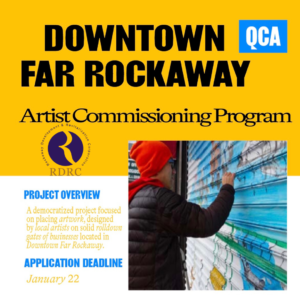 DOWNTOWN
QCA
FAR ROCKAWAY
Artist Commissioning Program
RDRC
PROJECT OVERVIEW
A democratized project focused
on placing artwork, designed
by local artists on solid rolldown
gates of businesses located in
Downtown Far Rockaway.
APPLICATION DEADLINE
January 22